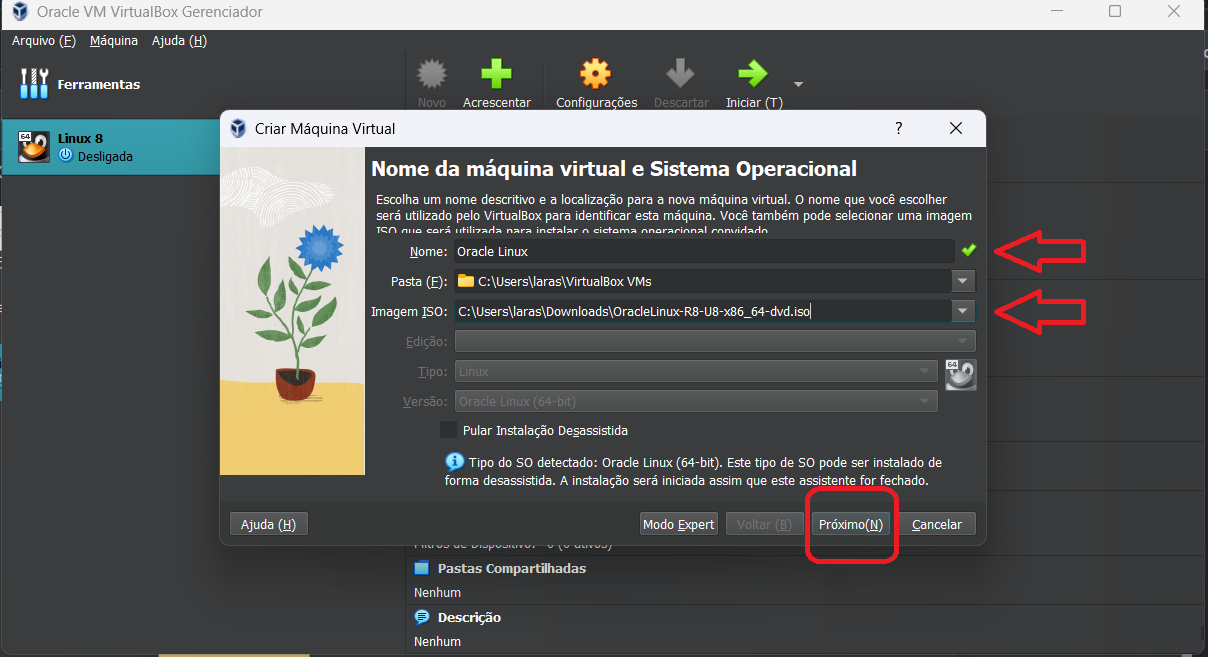 Oracle VM VirtualBox Gerenciador
Arquivo (F) Máquina Ajuda (H)
Ferramentas
Novo Acrescentar Configurações Descartar Iniciar (T)
64 Linux 8
Desligada
Criar Máquina Virtual ?
Nome da máquina virtual e Sistema Operacional
Escolha um nome descritivo e a localização para a nova máquina virtual. O nome que você escolher
será utilizado pelo VirtualBox para identificar esta máquina. Você também pode selecionar uma imagem
ISO que será utilizada para instalar o sistema operacional convidado.
Nome: Oracle Linux
Pasta (F): C:\Users\laras\VirtualBox VMs
Imagem ISO: C:\Users\laras\Downloads\OracleLinux-R8-U8-x86_64-dvd.iso
Edição:
Tipo: Linux 64
Versão: Oracle Linux (64-bit)
Pular Instalação Desassistida
Tipo do SO detectado: Oracle Linux (64-bit). Este tipo de SO pode ser instalado de
forma desassistida. A instalação será iniciada assim que este assistente for fechado.
Ajuda (H) Modo Expert Voltar (B) Próximo(N) Cancelar
Filtros de Dispositivo: 0 (0 ativos)
Pastas Compartilhadas
Nenhum
Descrição
Nenhum